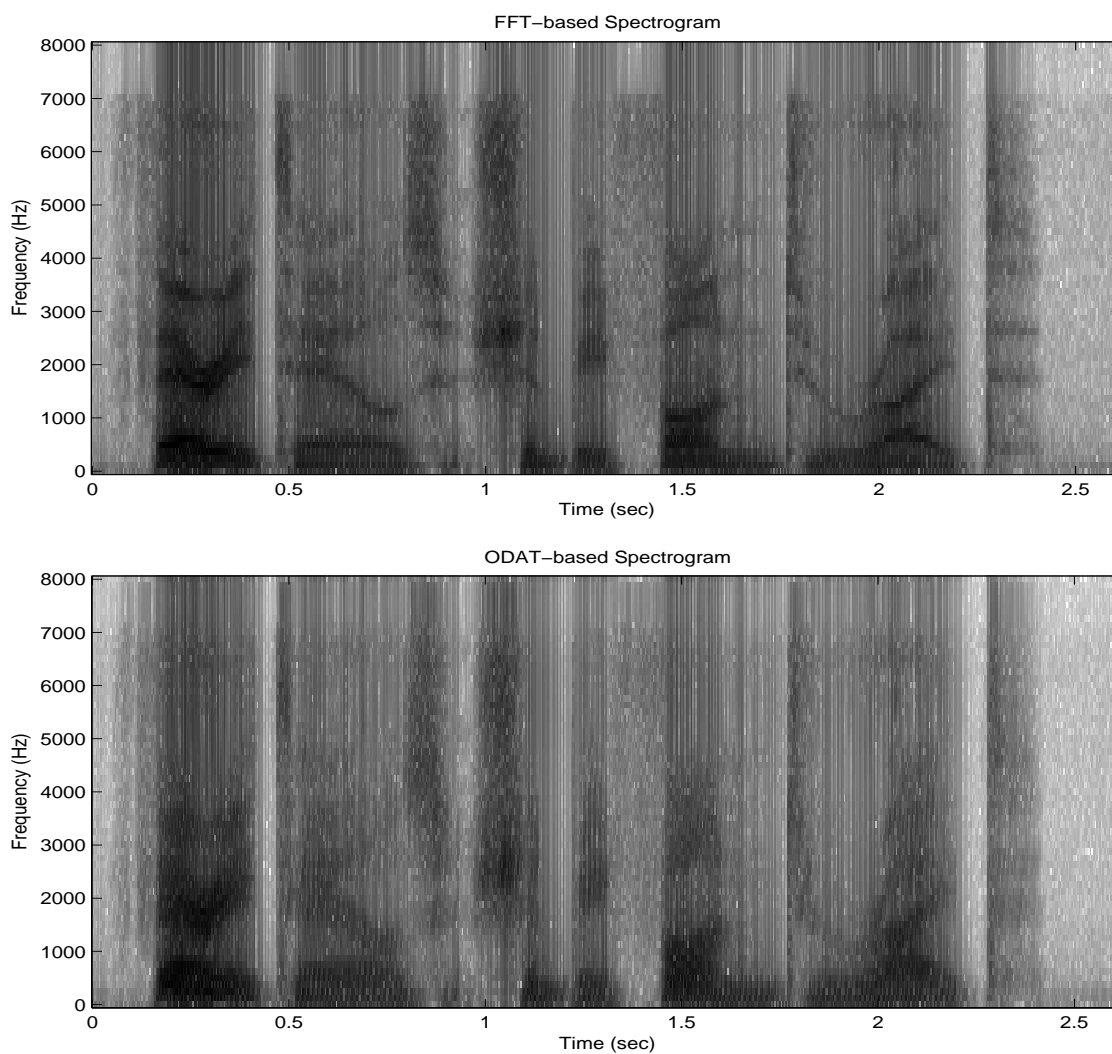 FFT−based Spectrogram
8000
7000
6000
5000
4000
3000
2000
1000
0
Frequency (Hz)
0 0.5 1 1.5 2 2.5
Time (sec)
ODAT−based Spectrogram
8000
7000
6000
5000
4000
3000
2000
1000
0
Frequency (Hz)
0 0.5 1 1.5 2 2.5
Time (sec)